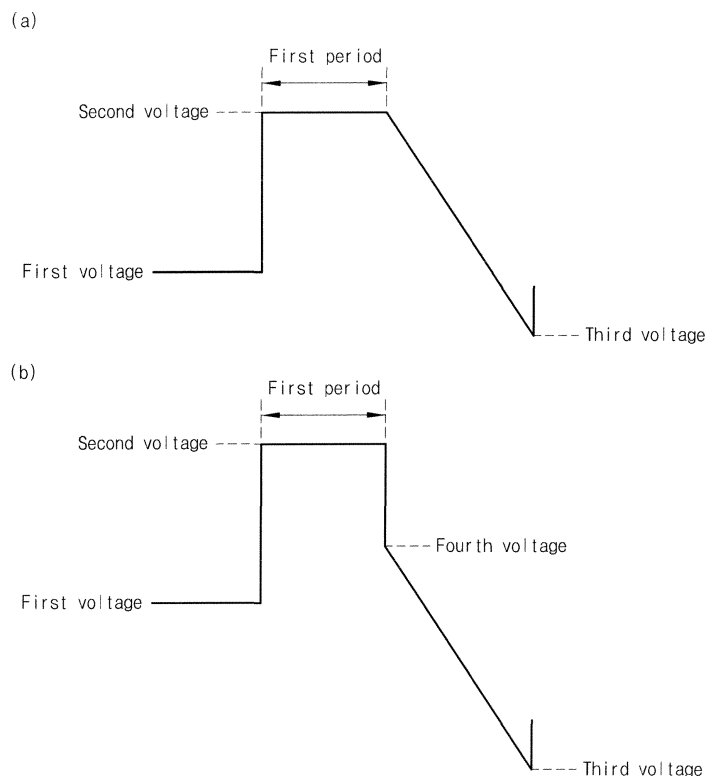 (a)
First period
Second voltage
First voltage
Third voltage
(b)
First period
Second voltage
Fourth voltage
First voltage
Third voltage